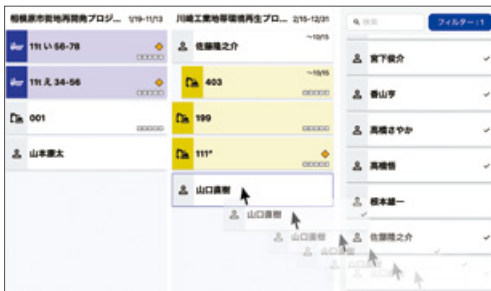 相模原市街地再開発プロジ... 1/19-11/13
11t い 56-78
11t え 34-56
001
山本康太
川崎工業地帯環境再生プロ... 2/15-12/31
佐藤隆之介
~10/15
403
~10/15
199
111"
山口直樹
山口直樹
山口直樹
山口直樹
検索
フィルター:1
宮下俊介
香山亨
高橋さやか
高橋悟
根本雄一
佐藤隆之介